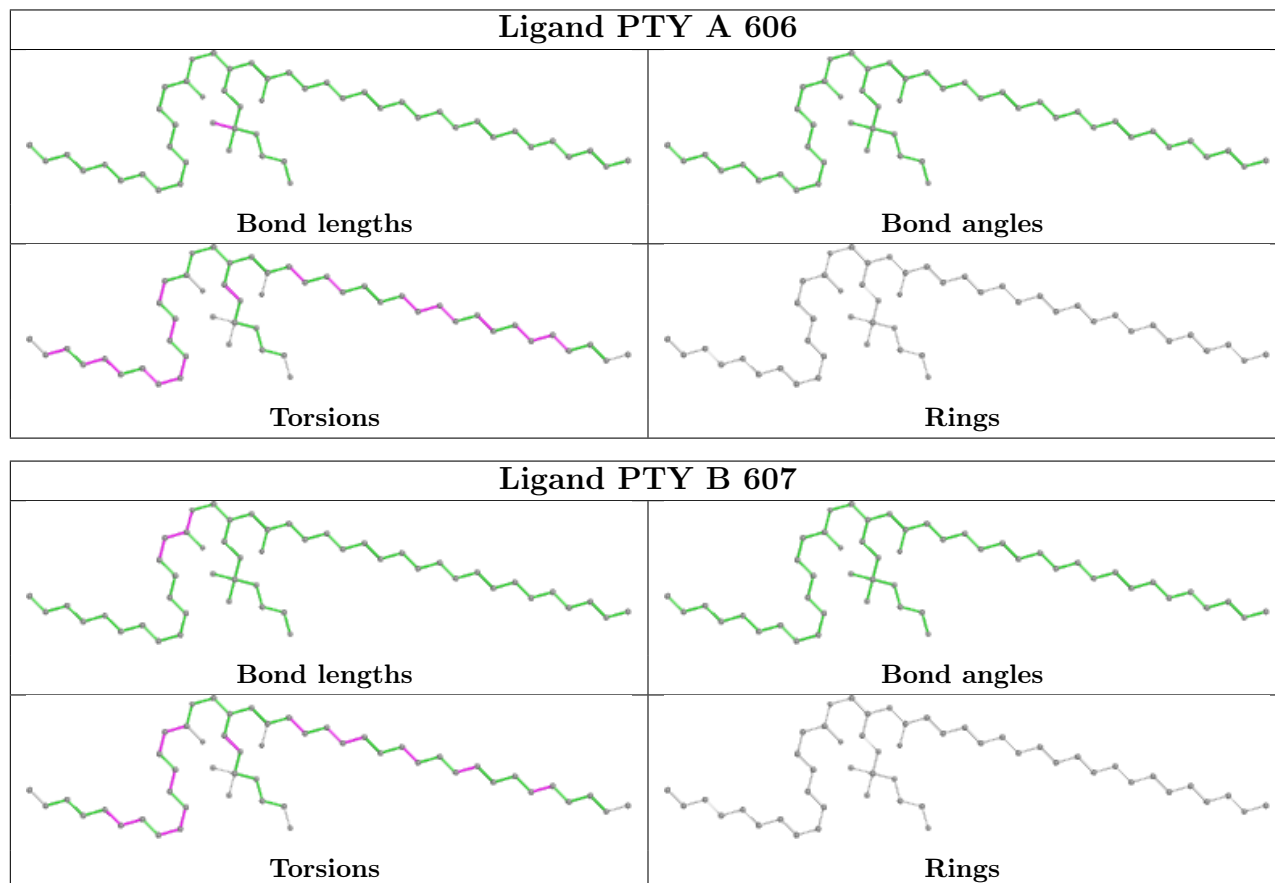 Ligand PTY A 606
Bond lengths
Bond angles
Torsions
Rings
Ligand PTY B 607
Bond lengths
Bond angles
Torsions
Rings